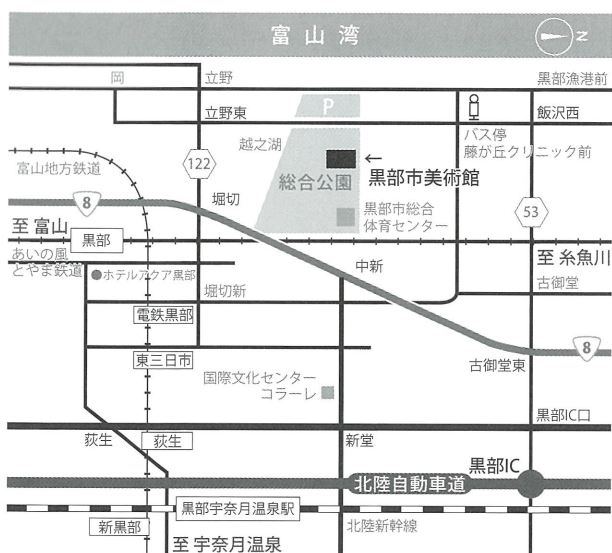 富山湾
N
岡
立野
黒部漁港前
立野東
P
飯沢西
越之湖
バス停
藤が丘クリニック前
富山地方鉄道
122
←
黒部市美術館
総合公園
8
堀切
黒部市総合
体育センター
53
至 富山
黒部
あいの風
とやま鉄道
中新
至 糸魚川
ホテルアクア黒部
堀切新
古御堂
電鉄黒部
8
東三日市
古御堂東
国際文化センター
コラーレ
黒部IC口
荻生
荻生
新堂
黒部IC
北陸自動車道
黒部宇奈月温泉駅
新黒部
北陸新幹線
至 宇奈月温泉